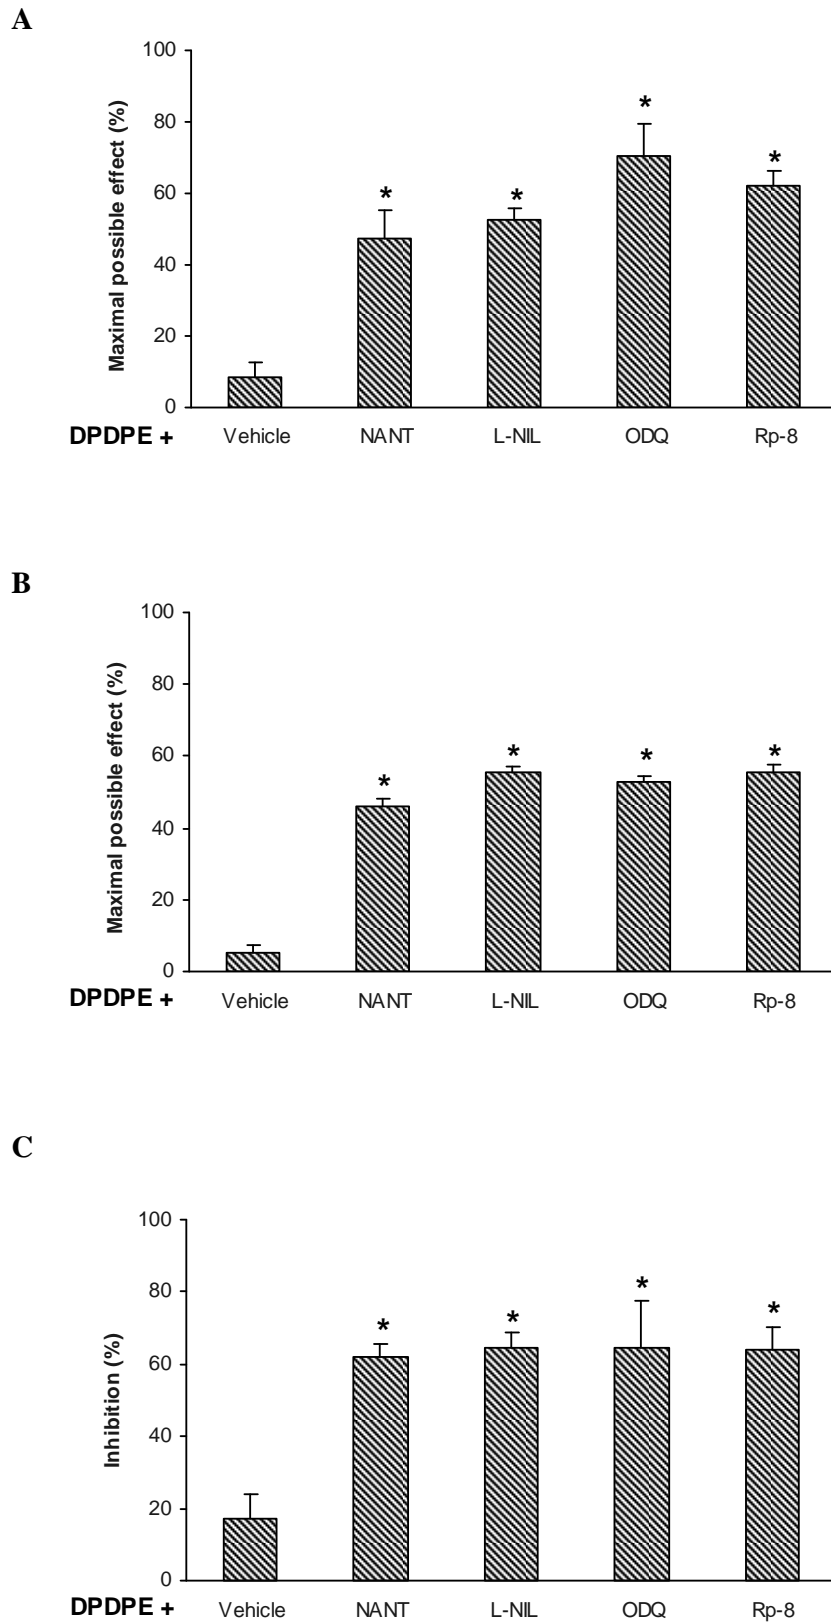 A
Maximal possible effect (%)
100
80
60
40
20
0
*
*
*
*
DPDPE +
Vehicle
NANT
L-NIL
ODQ
Rp-8
B
Maximal possible effect (%)
100
80
60
40
20
0
*
*
*
*
DPDPE +
Vehicle
NANT
L-NIL
ODQ
Rp-8
C
Inhibition (%)
100
80
60
40
20
0
*
*
*
*
DPDPE +
Vehicle
NANT
L-NIL
ODQ
Rp-8